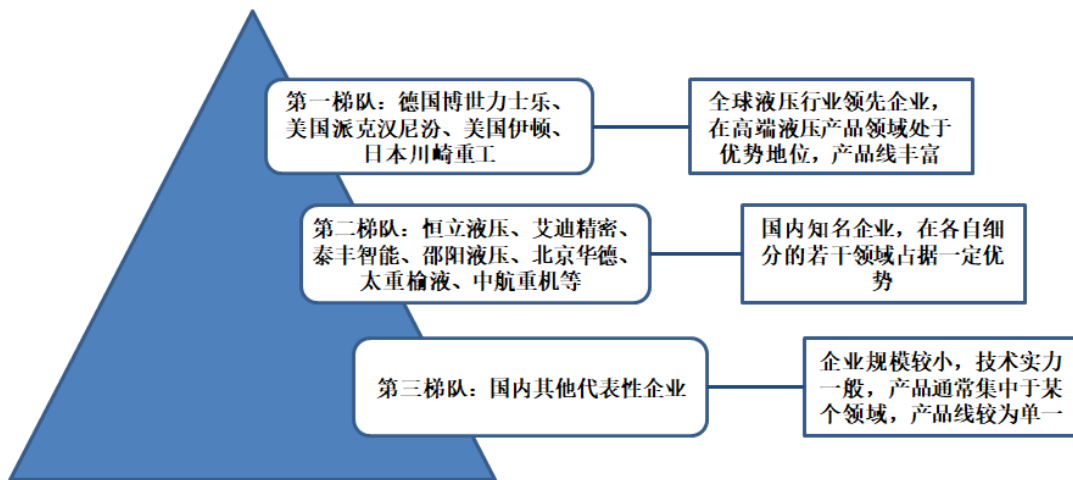 第一梯队：德国博世力士乐、
美国派克汉尼汾、美国伊顿、
日本川崎重工
全球液压行业领先企业，
在高端液压产品领域处于
优势地位，产品线丰富
第二梯队：恒立液压、艾迪精密、
泰丰智能、邵阳液压、北京华德、
太重榆液、中航重机等
国内知名企业，在各自细
分的若干领域占据一定优
势
第三梯队：国内其他代表性企业
企业规模较小，技术实力
一般，产品通常集中于某
个领域，产品线较为单一